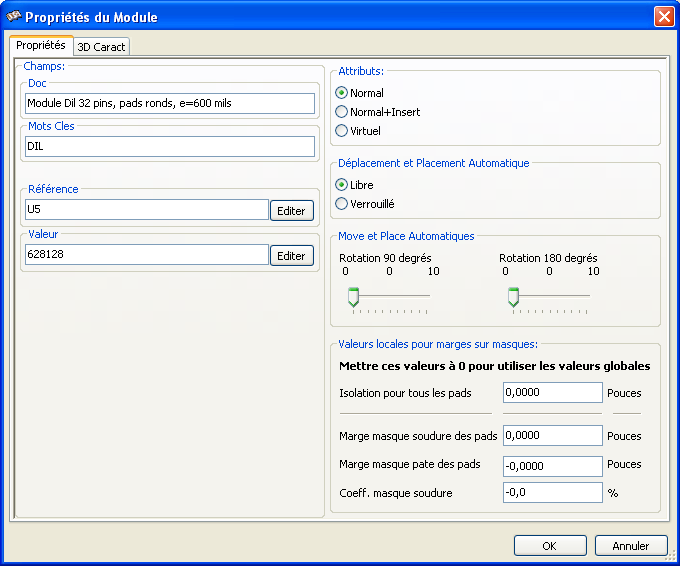 Propriétés du Module
Propriétés
3D Caract
Champs:
Doc
Module Dil 32 pins, pads ronds, e=600 mils
Mots Cles
DIL
Référence
U5
Editer
Valeur
628128
Editer
Attributs:
Normal
Normal+Insert
Virtuel
Déplacement et Placement Automatique
Libre
Verrouillé
Move et Place Automatiques
Rotation 90 degrés
0 0 10
Rotation 180 degrés
0 0 10
Valeurs locales pour marges sur masques:
Mettre ces valeurs à 0 pour utiliser les valeurs globales
Isolation pour tous les pads 0,0000 Pouces
Marge masque soudure des pads 0,0000 Pouces
Marge masque pate des pads -0,0000 Pouces
Coeff. masque soudure -0,0 %
OK
Annuler